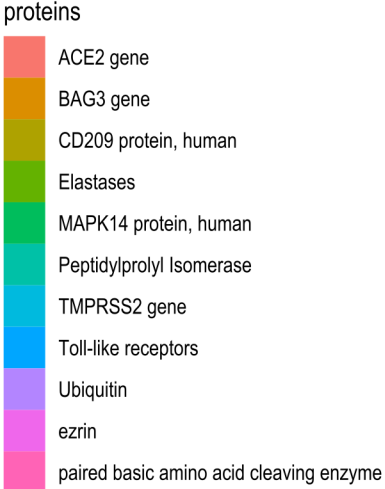 proteins
ACE2 gene
BAG3 gene
CD209 protein, human
Elastases
MAPK14 protein, human
Peptidylprolyl Isomerase
TMPRSS2 gene
Toll-like receptors
Ubiquitin
ezrin
paired basic amino acid cleaving enzyme